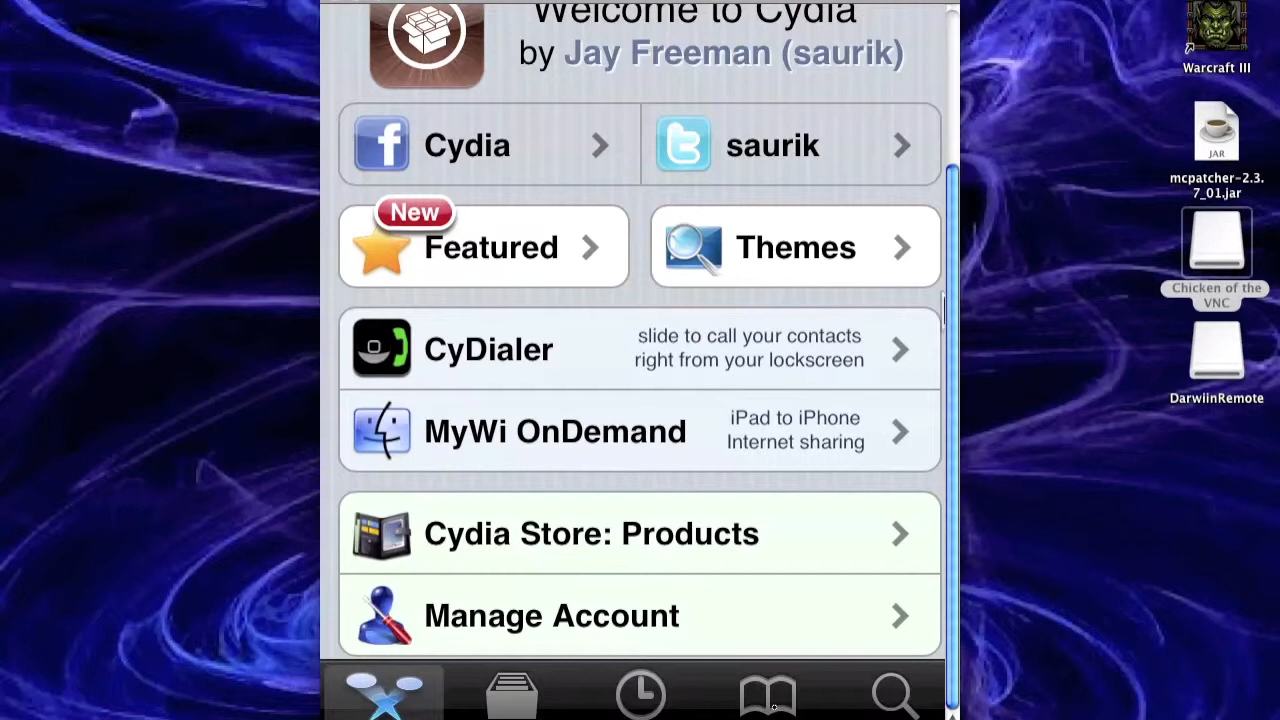 Welcome to Cydia
by Jay Freeman (saurik)
Cydia
saurik
New
Featured
Themes
CyDialer
slide to call your contacts
right from your lockscreen
MyWi OnDemand
iPad to iPhone
Internet sharing
Cydia Store: Products
Manage Account
Warcraft III
JAR
mcpatcher-2.3.
7_01.jar
Chicken of the
VNC
DarwiinRemote